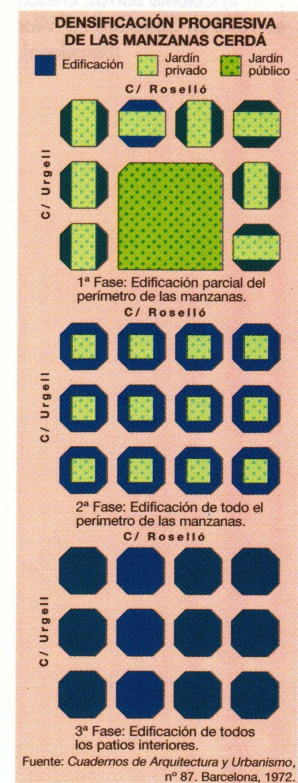 DENSIFICACIÓN PROGRESIVA
DE LAS MANZANAS CERDÁ
Edificación
Jardín
privado
Jardín
público
C/ Roselló
C/ Urgell
1ª Fase: Edificación parcial del
perímetro de las manzanas.
C/ Roselló
C/ Urgell
2ª Fase: Edificación de todo el
perímetro de las manzanas.
C/ Roselló
C/ Urgell
3ª Fase: Edificación de todos
los patios interiores.
Fuente: Cuadernos de Arquitectura y Urbanismo,
nº 87. Barcelona, 1972.